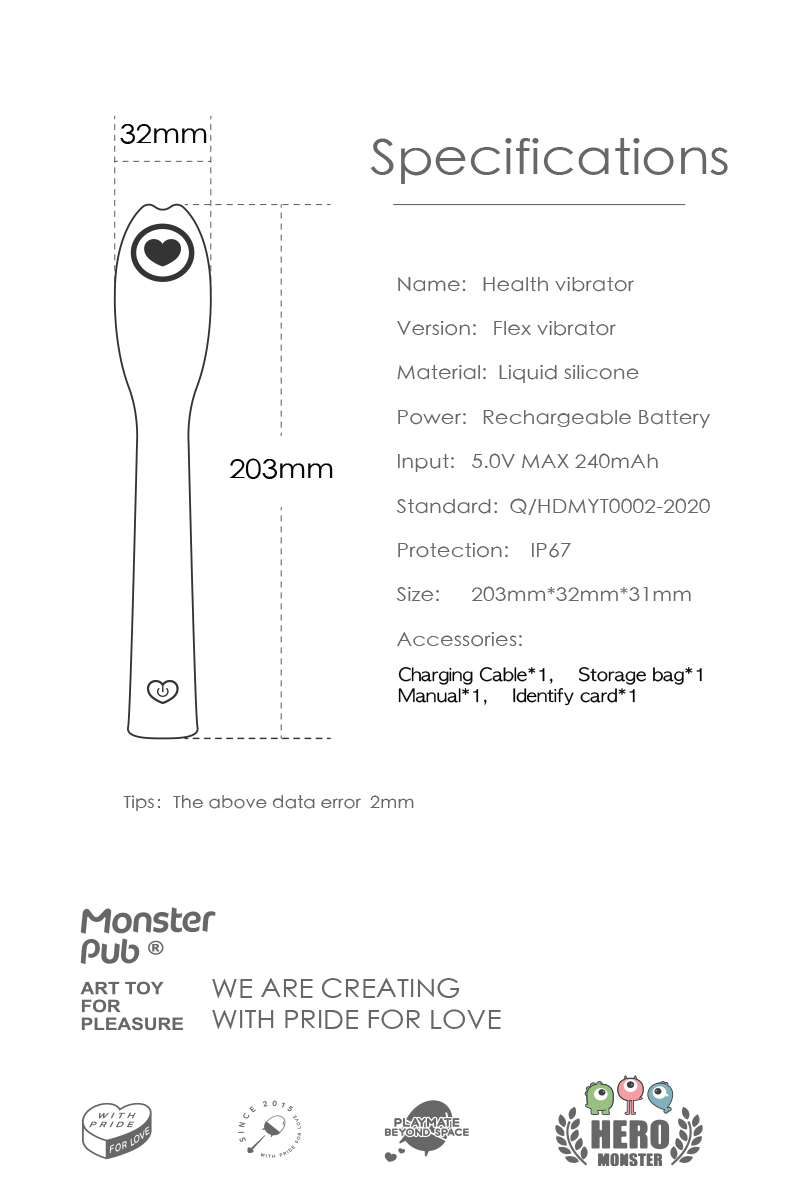 32mm
Specifications
Name: Health vibrator
Version: Flex vibrator
Material: Liquid silicone
Power: Rechargeable Battery
203mm
Input: 5.0V MAX 240mAh
Standard: Q/HDMYT0002-2020
Protection: IP67
Size: 203mm*32mm*31mm
Accessories:
Charging Cable*1, Storage bag*1
Manual*1, Identify card*1
Tips: The above data error 2mm
Monster
Pub ®
ART TOY
FOR
PLEASURE
WE ARE CREATING
WITH PRIDE FOR LOVE
WITH
PRIDE
FOR LOVE
SINCE 2015
WITH PRIDE FOR LOVE
PLAYMATE
BEYOND SPACE
HERO
MONSTER